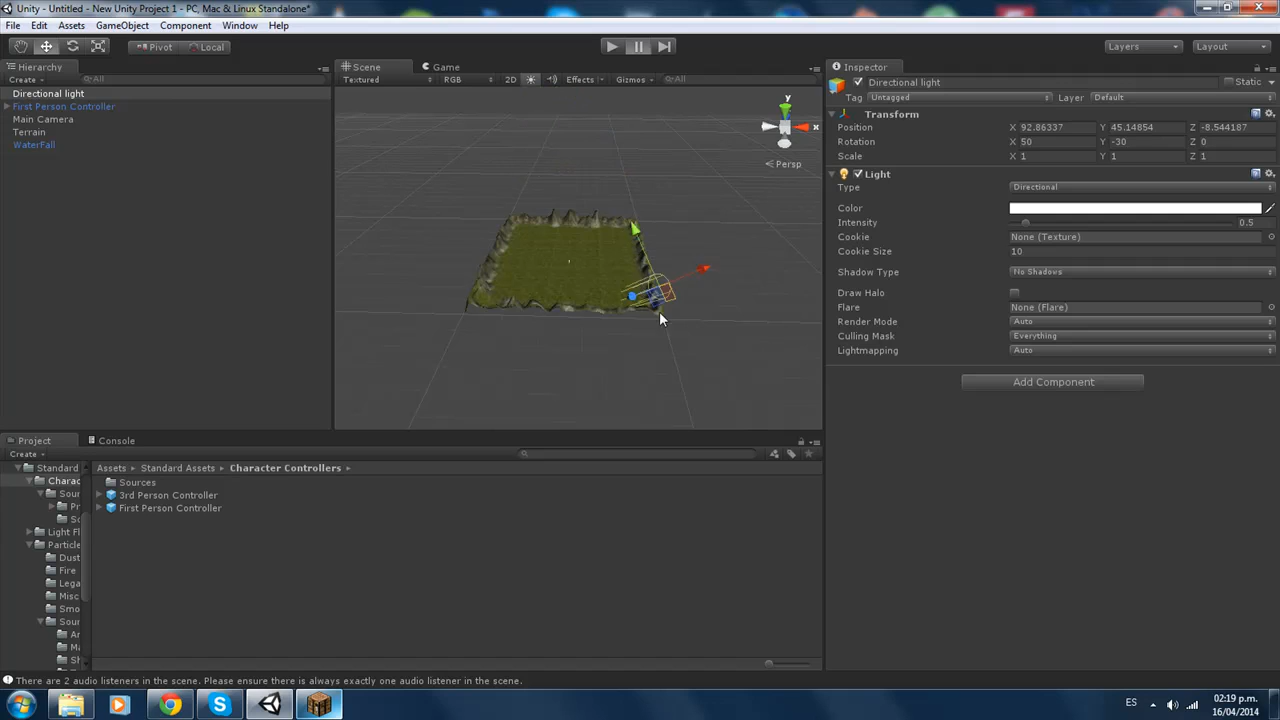 Unity - Untitled - New Unity Project 1 - PC, Mac & Linux Standalone*
File Edit Assets GameObject Component Window Help
Pivot Local Layers Layout
Hierarchy
Create All
Directional light
First Person Controller
Main Camera
Terrain
WaterFall
Scene Game
Textured RGB 2D Effects Gizmos All
y
x
Persp
Inspector
Directional light Static
Tag Untagged Layer Default
Transform
Position X 92.86337 Y 45.14854 Z -8.544187
Rotation X 50 Y -30 Z 0
Scale X 1 Y 1 Z 1
Light
Type Directional
Color
Intensity 0.5
Cookie None (Texture)
Cookie Size 10
Shadow Type No Shadows
Draw Halo
Flare None (Flare)
Render Mode Auto
Culling Mask Everything
Lightmapping Auto
Add Component
Project Console
Create
Standard
Charac
Sour
Pr
Sc
Light Fl
Particle
Dust
Fire
Lega
Misc
Smo
Sour
Ar
Ma
Sh
Assets Standard Assets Character Controllers
Sources
3rd Person Controller
First Person Controller
There are 2 audio listeners in the scene. Please ensure there is always exactly one audio listener in the scene.
ES
02:19 p.m.
16/04/2014